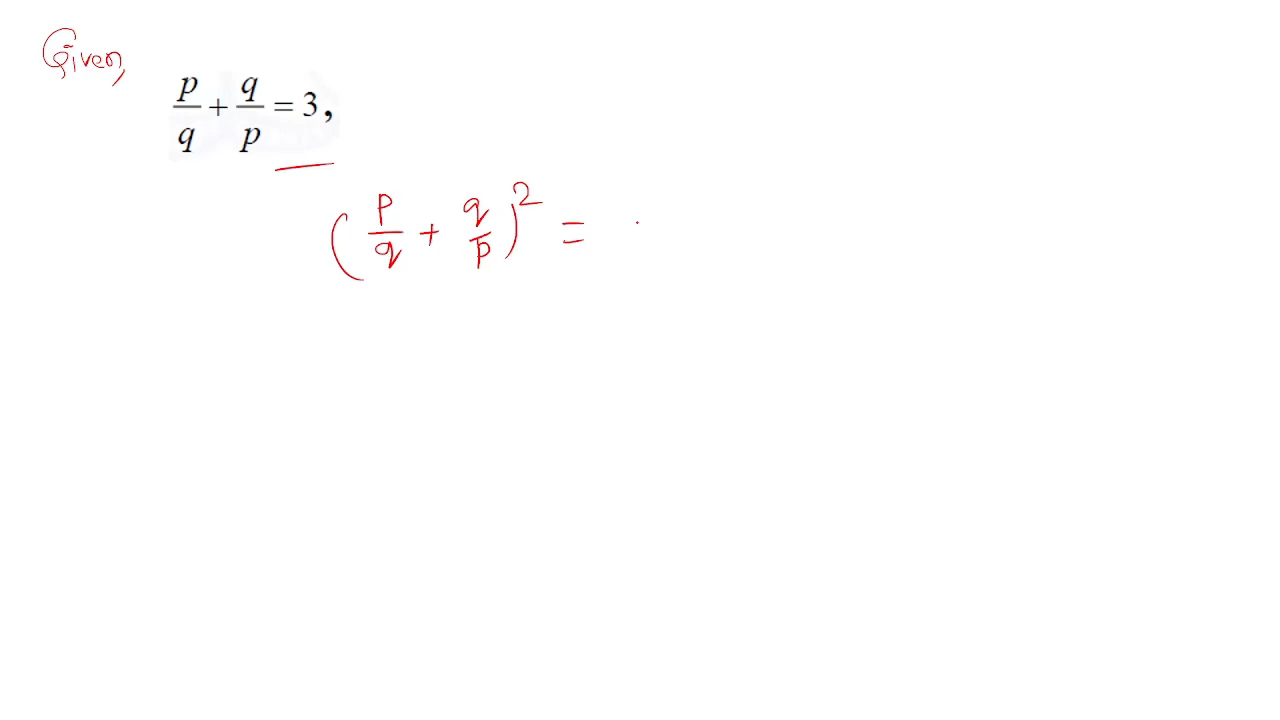 Given,
p/q + q/p = 3,
(p/q + q/p)² =